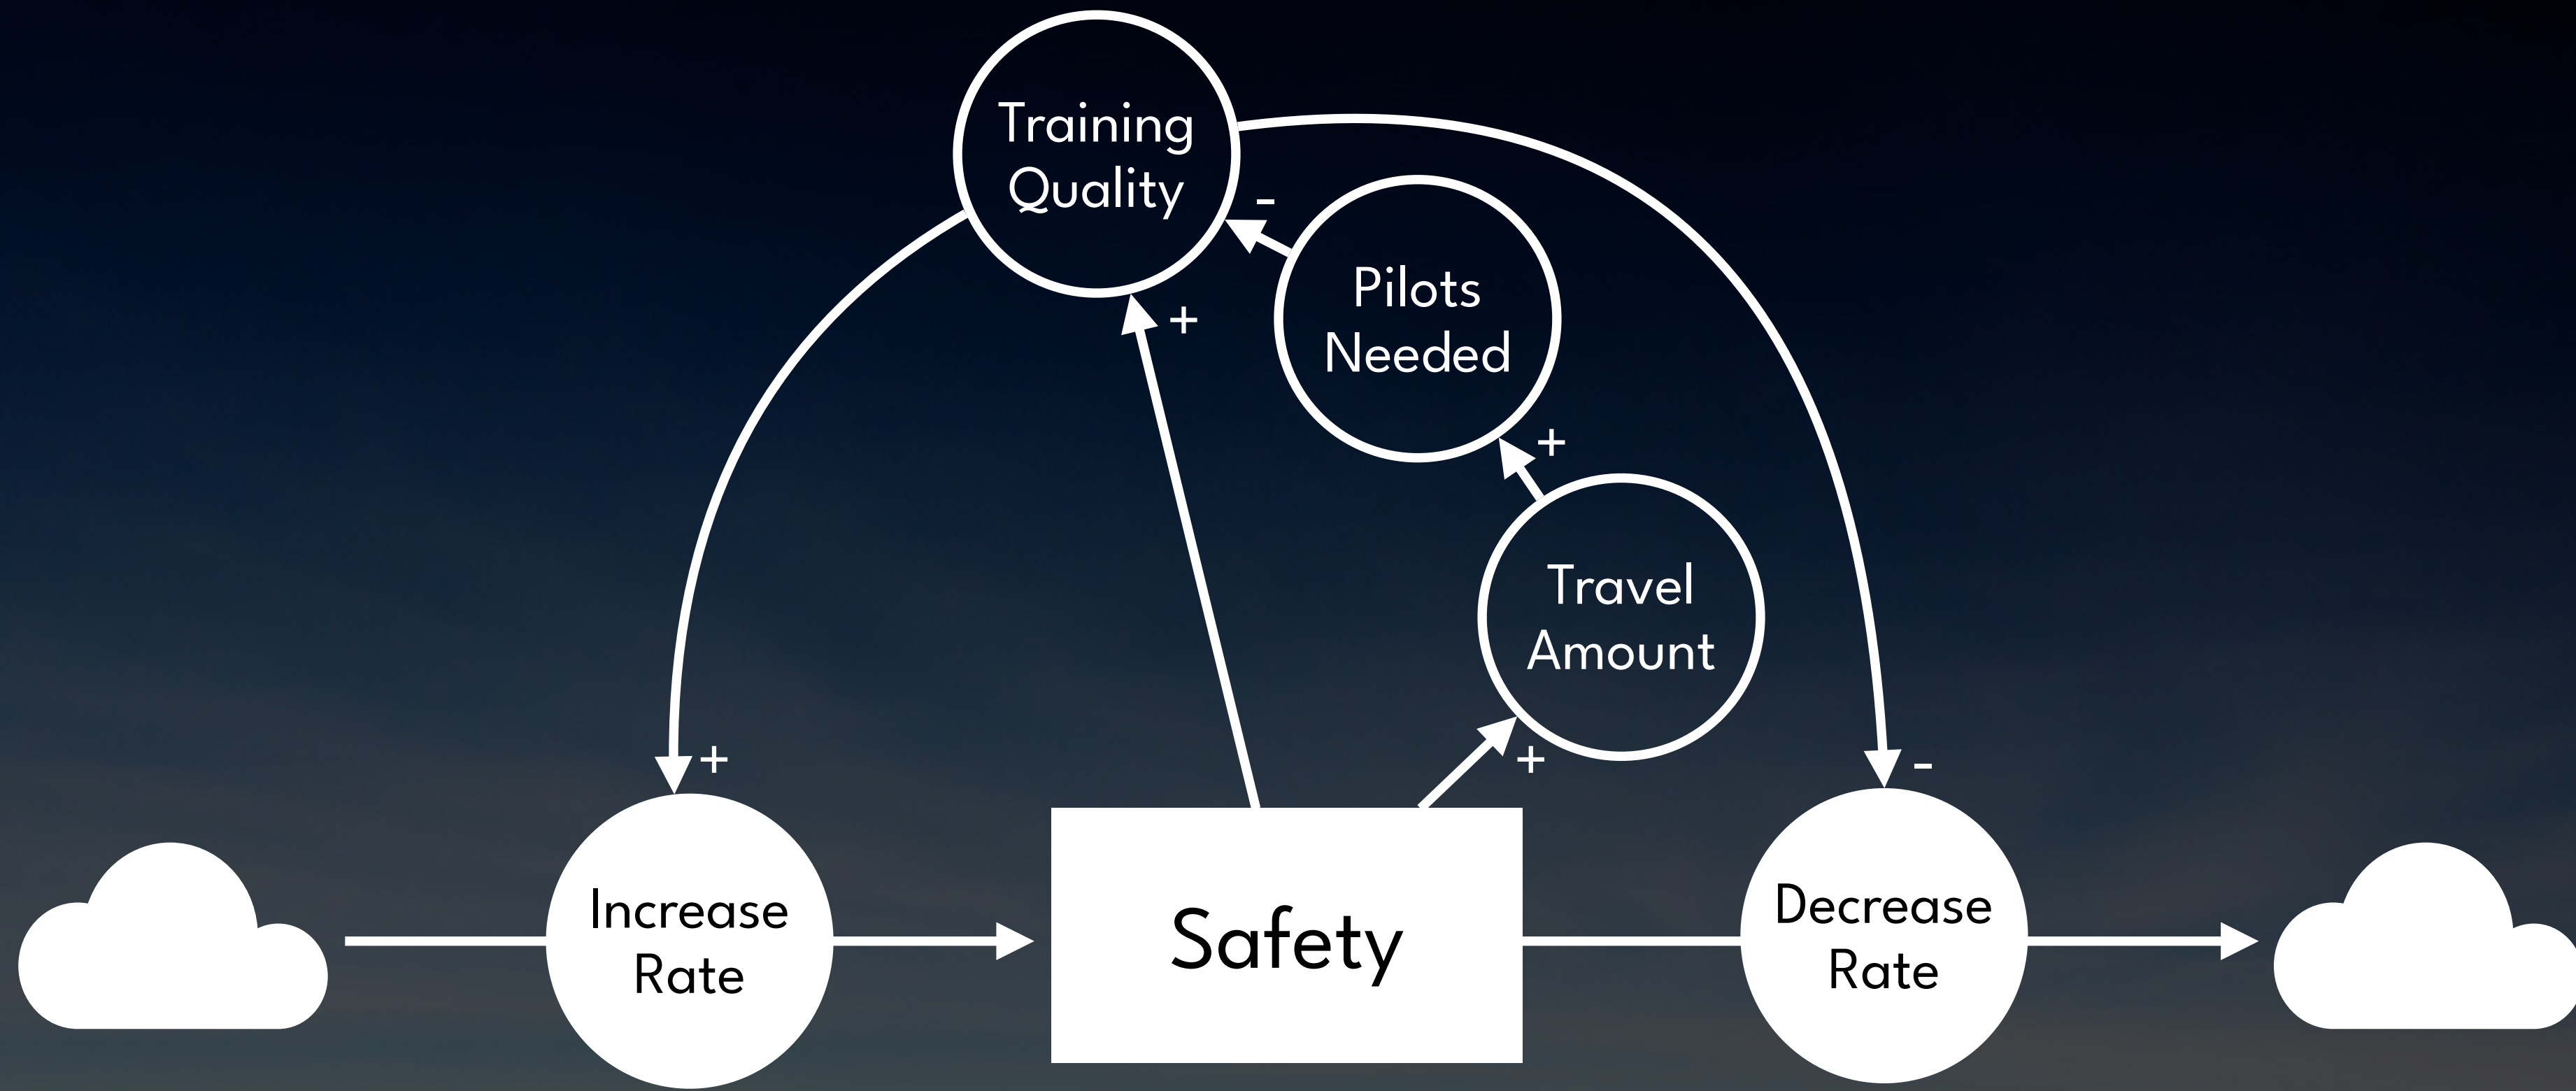 Training
Quality
-
Pilots
Needed
+
+
Travel
Amount
+
+
-
Increase
Rate
Safety
Decrease
Rate